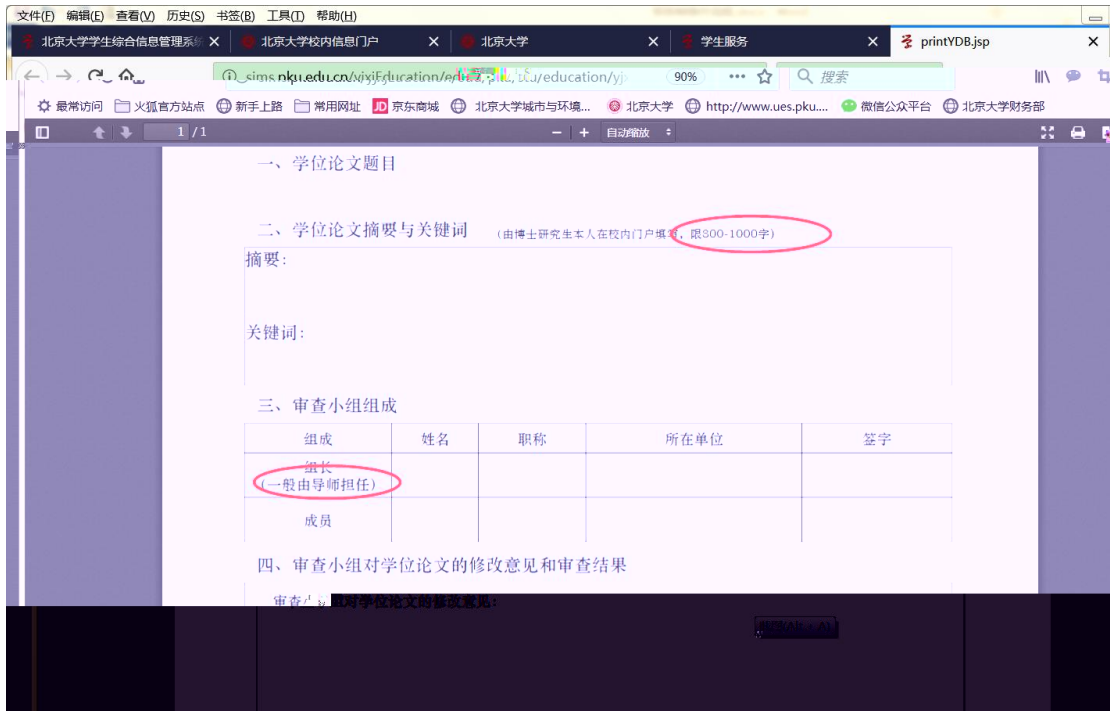 文件(F) 编辑(E) 查看(V) 历史(S) 书签(B) 工具(T) 帮助(H)
北京大学学生综合信息管理系统 北京大学校内信息门户 北京大学 学生服务 printYDB.jsp
90% 搜索
最常访问 火狐官方站点 新手上路 常用网址 JD 京东商城 北京大学城市与环境... 北京大学 http://www.ues.pku.... 微信公众平台 北京大学财务部
1 / 1 自动缩放
一、学位论文题目
二、学位论文摘要与关键词 (由博士研究生本人在校内门户填写，限800-1000字)
摘要：
关键词：
三、审查小组组成
组成 姓名 职称 所在单位 签字
组长
(一般由导师担任)
成员
四、审查小组对学位论文的修改意见和审查结果
审查小组对学位论文的修改意见：